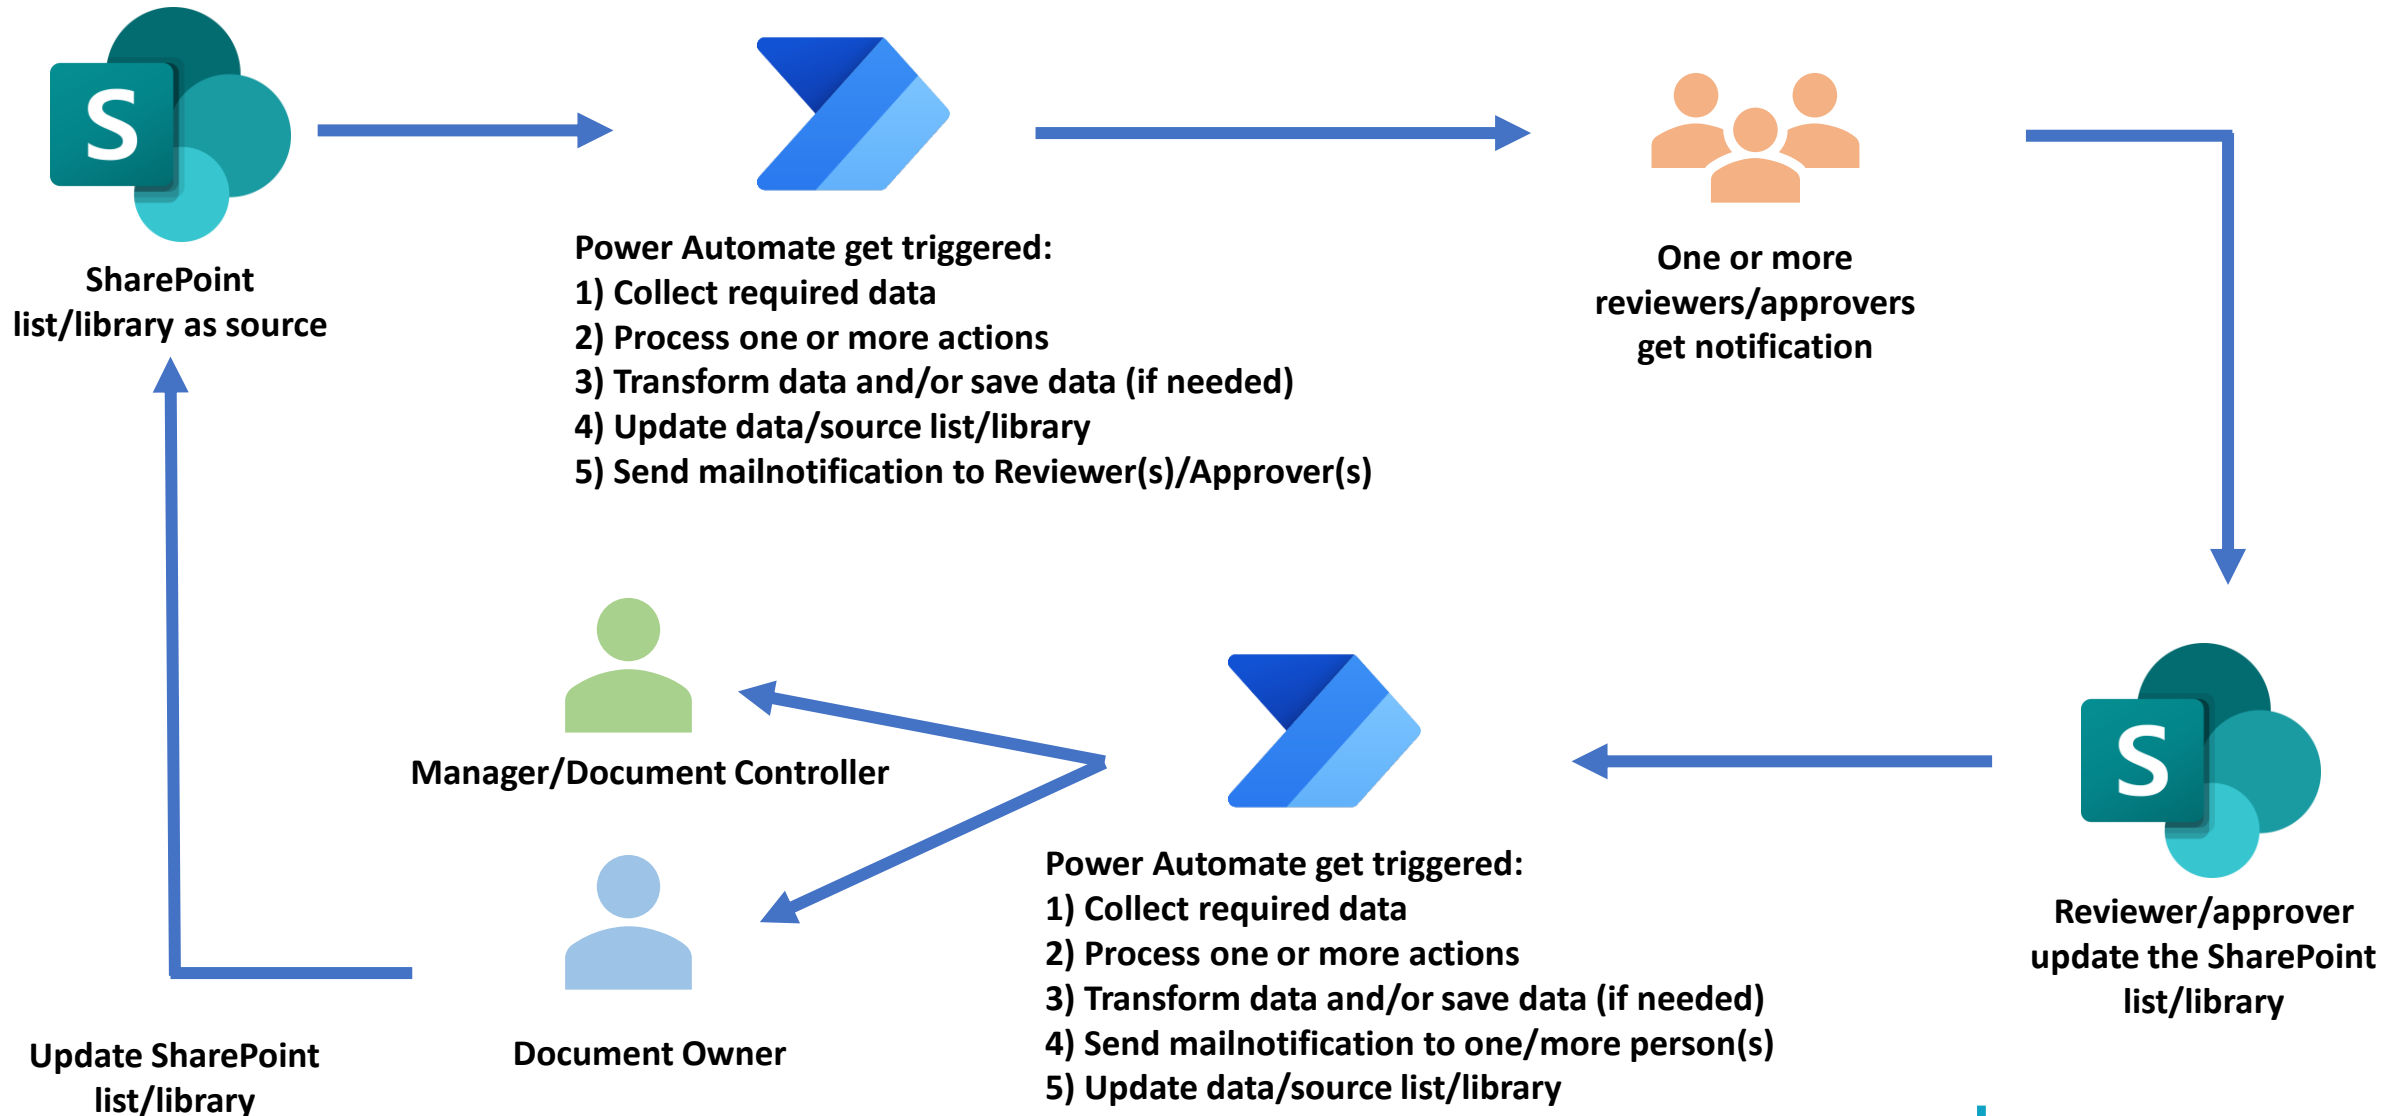 S
SharePoint
list/library as source
Power Automate get triggered:
1) Collect required data
2) Process one or more actions
3) Transform data and/or save data (if needed)
4) Update data/source list/library
5) Send mailnotification to Reviewer(s)/Approver(s)
One or more
reviewers/approvers
get notification
S
Reviewer/approver
update the SharePoint
list/library
Power Automate get triggered:
1) Collect required data
2) Process one or more actions
3) Transform data and/or save data (if needed)
4) Send mailnotification to one/more person(s)
5) Update data/source list/library
Manager/Document Controller
Document Owner
Update SharePoint
list/library